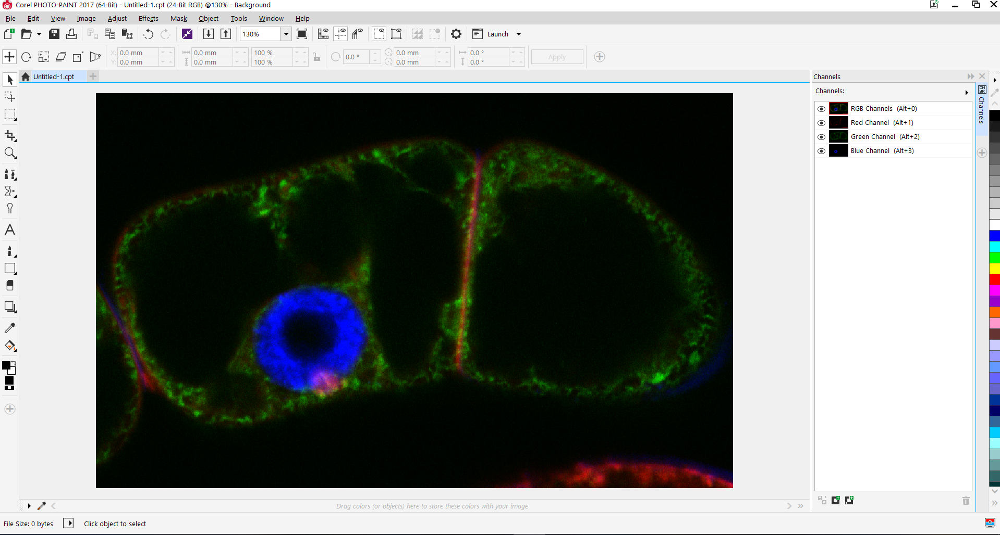 Corel PHOTO-PAINT 2017 (64-Bit) - Untitled-1.cpt (24-Bit RGB) @130% - Background
File Edit View Image Adjust Effects Mask Object Tools Window Help
130% Launch
X: 0.0 mm 0.0 mm 100 % 0.0 ° 0.0 mm 0.0 ° Apply
Y: 0.0 mm 0.0 mm 100 % 0.0 mm 0.0 °
Untitled-1.cpt
Channels
Channels:
RGB Channels (Alt+0)
Red Channel (Alt+1)
Green Channel (Alt+2)
Blue Channel (Alt+3)
CM
YK
Channels
A
Drag colors (or objects) here to store these colors with your image
File Size: 0 bytes Click object to select